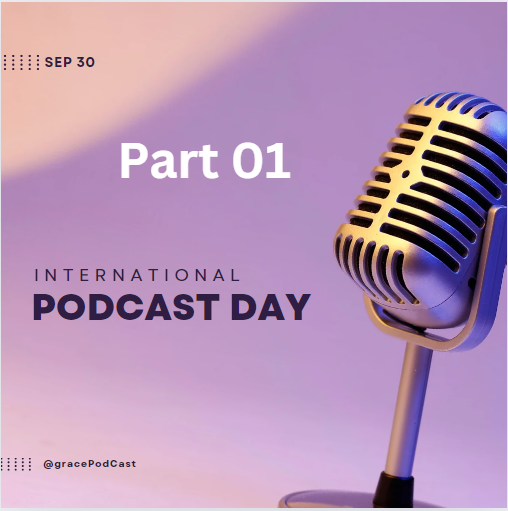 SEP 30
Part 01
INTERNATIONAL
PODCAST DAY
@gracePodCast